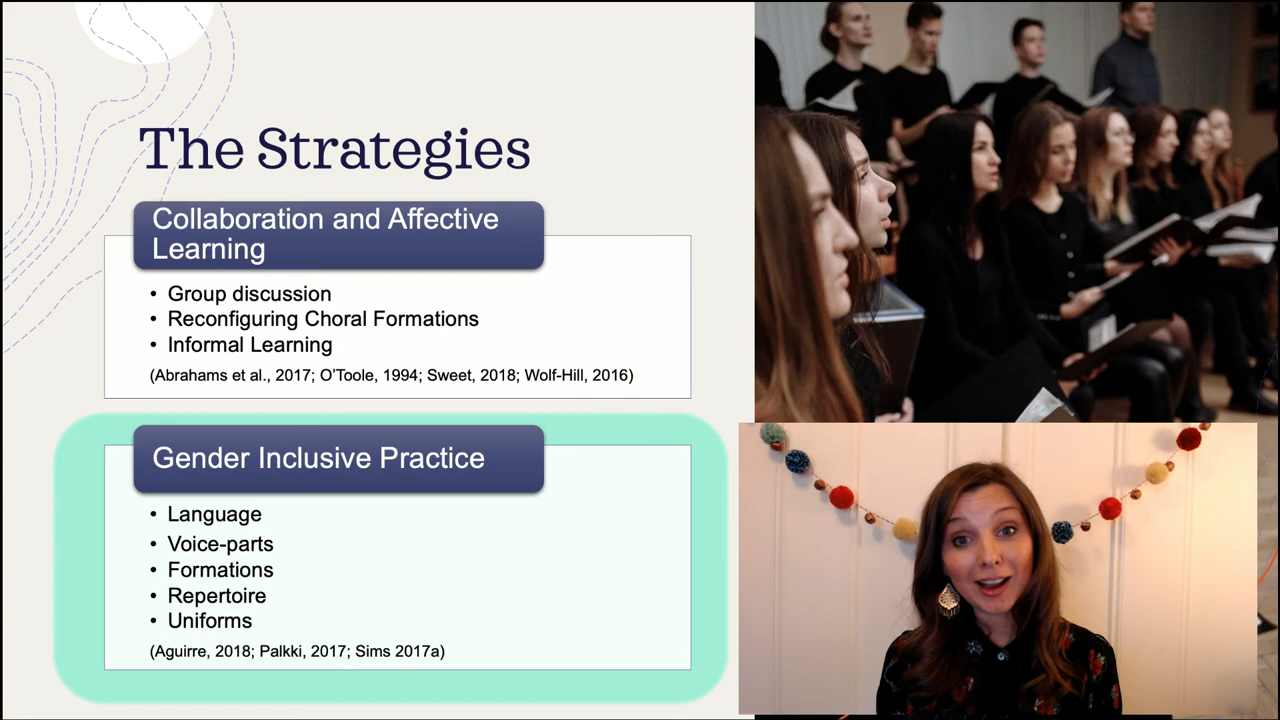 The Strategies
Collaboration and Affective
Learning
• Group discussion
• Reconfiguring Choral Formations
• Informal Learning
(Abrahams et al., 2017; O'Toole, 1994; Sweet, 2018; Wolf-Hill, 2016)
Gender Inclusive Practice
• Language
• Voice-parts
• Formations
• Repertoire
• Uniforms
(Aguirre, 2018; Palkki, 2017; Sims 2017a)